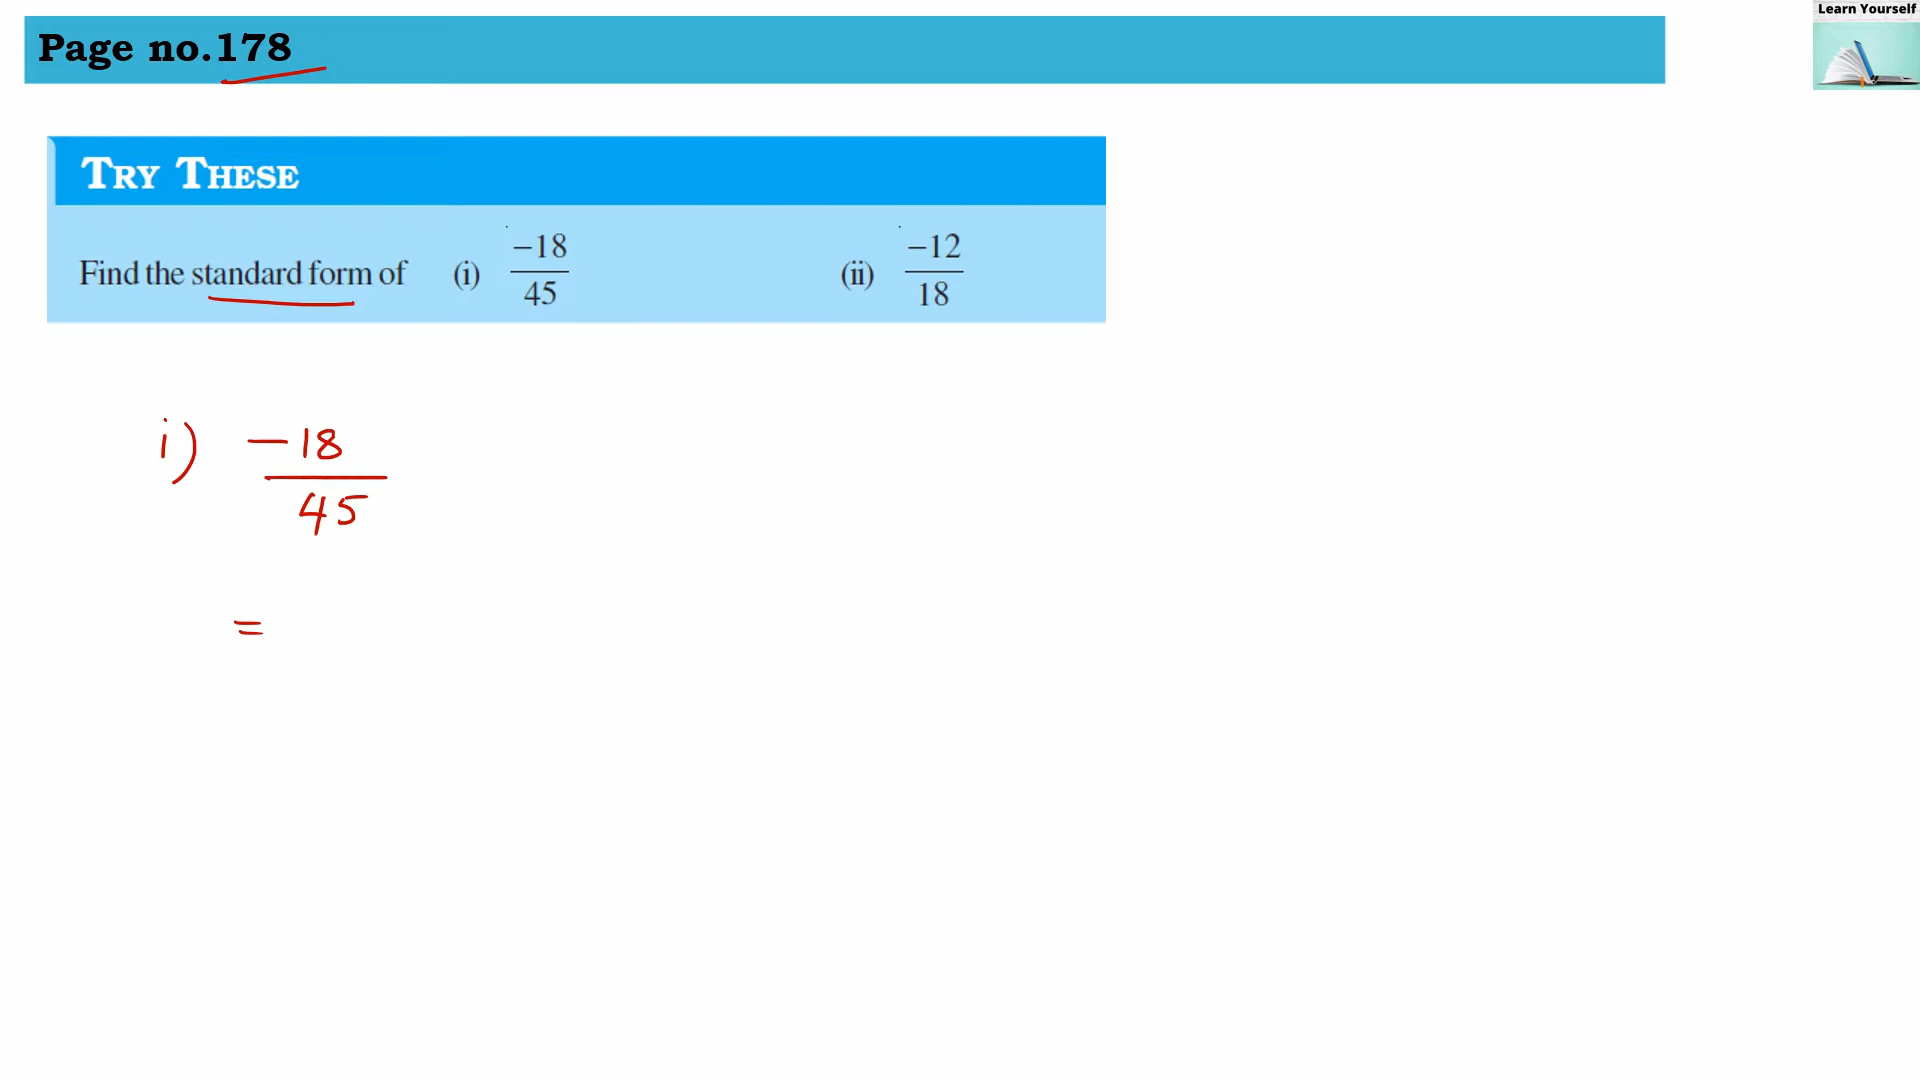 Page no.178
Learn Yourself
TRY THESE
Find the standard form of (i) −18/45 (ii) −12/18
i) −18/45
=